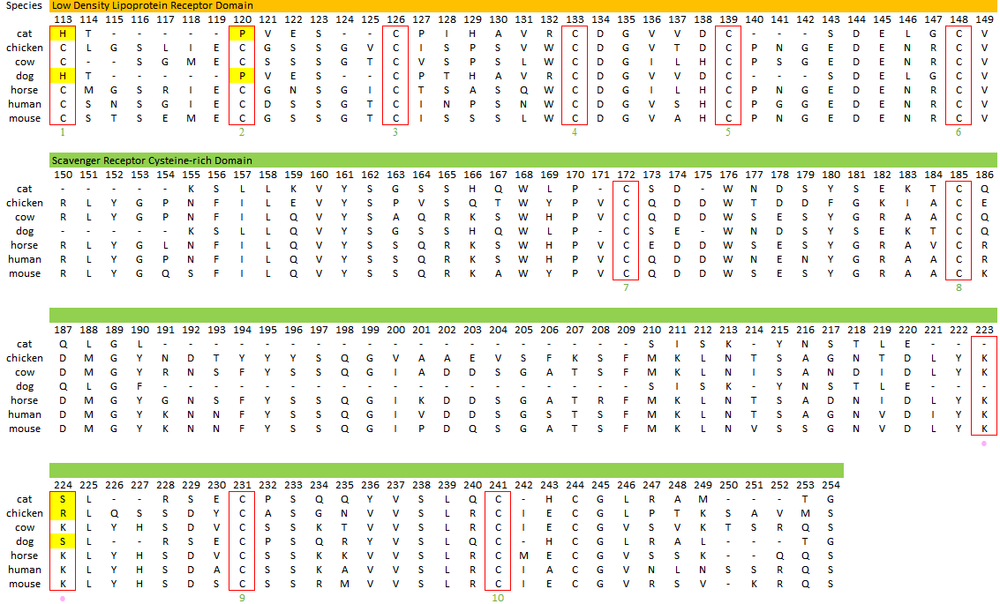 Species Low Density Lipoprotein Receptor Domain
113 114 115 116 117 118 119 120 121 122 123 124 125 126 127 128 129 130 131 132 133 134 135 136 137 138 139 140 141 142 143 144 145 146 147 148 149
cat H T - - - - - P V E S - - C P I H A V R C D G V V D C - - - S D E L G C V
chicken C L G S L I E C G S S G V C I S P S V W C D G V T D C P N G E D E N R C V
cow C - - S G M E C S S S G T C V S P S L W C D G I L H C P S G E D E N R C V
dog H T - - - - - P V E S - - C P T H A V R C D G V V D C - - - S D E L G C V
horse C M G S R I E C G N S G I C T S A S Q W C D G I L H C P N G E D E N R C V
human C S N S G I E C D S S G T C I N P S N W C D G V S H C P G G E D E N R C V
mouse C S T S E M E C G S S G T C I S S S L W C D G V A H C P N G E D E N R C V
1 2 3 4 5 6
Scavenger Receptor Cysteine-rich Domain
150 151 152 153 154 155 156 157 158 159 160 161 162 163 164 165 166 167 168 169 170 171 172 173 174 175 176 177 178 179 180 181 182 183 184 185 186
cat - - - - - K S L L K V Y S G S S H Q W L P - C S D - W N D S Y S E K T C Q
chicken R L Y G P N F I L E V Y S P V S Q T W Y P V C Q D D W T D D F G K I A C E
cow R L Y G P N F I L Q V Y S A Q R K S W H P V C Q D D W S E S Y G R A A C Q
dog - - - - - K S L L Q V Y S G S S H Q W L P - C S E - W N D S Y S E K T C Q
horse R L Y G L N F I L Q V Y S S Q R K S W H P V C E D D W S E S Y G R A V C R
human R L Y G P N F I L Q V Y S S Q R K S W H P V C Q D D W N E N Y G R A A C R
mouse R L Y G Q S F I L Q V Y S S Q R K A W Y P V C Q D D W S E S Y G R A A C K
7 8
187 188 189 190 191 192 193 194 195 196 197 198 199 200 201 202 203 204 205 206 207 208 209 210 211 212 213 214 215 216 217 218 219 220 221 222 223
cat Q L G L - - - - - - - - - - - - - - - - - - - S I S K - Y N S T L E - - -
chicken D M G Y N D T Y Y Y S Q G V A A E V S F K S F M K L N T S A G N T D L Y K
cow D M G Y R N S F Y S S Q G I A D D S G A T S F M K L N I S A N D I D L Y K
dog Q L G F - - - - - - - - - - - - - - - - - - - S I S K - Y N S T L E - - -
horse D M G Y G N S F Y S S Q G I K D D S G A T R F M K L N T S A D N I D L Y K
human D M G Y K N N F Y S S Q G I V D D S G S T S F M K L N T S A G N V D I Y K
mouse D M G Y K N N F Y S S Q G I P D Q S G A T S F M K L N V S S G N V D L Y K
224 225 226 227 228 229 230 231 232 233 234 235 236 237 238 239 240 241 242 243 244 245 246 247 248 249 250 251 252 253 254
cat S L - - R S E C P S Q Q Y V S L Q C - H C G L R A M - - - T G
chicken R L Q S S D Y C A S G N V V S L R C I E C G L P T K S A V M S
cow K L Y H S D V C S S K T V V S L R C I E C G V S V K T S R Q S
dog S L - - R S E C P S Q R Y V S L Q C - H C G L R A L - - T G
horse K L Y H S D V C S S K K V V S L R C M E C G V S S K - - Q Q S
human K L Y H S D A C S S K A V V S L R C I A C G V N L N S S R Q S
mouse K L Y H S D S C S S R M V V S L R C I E C G V R S V - K R Q S
9 10